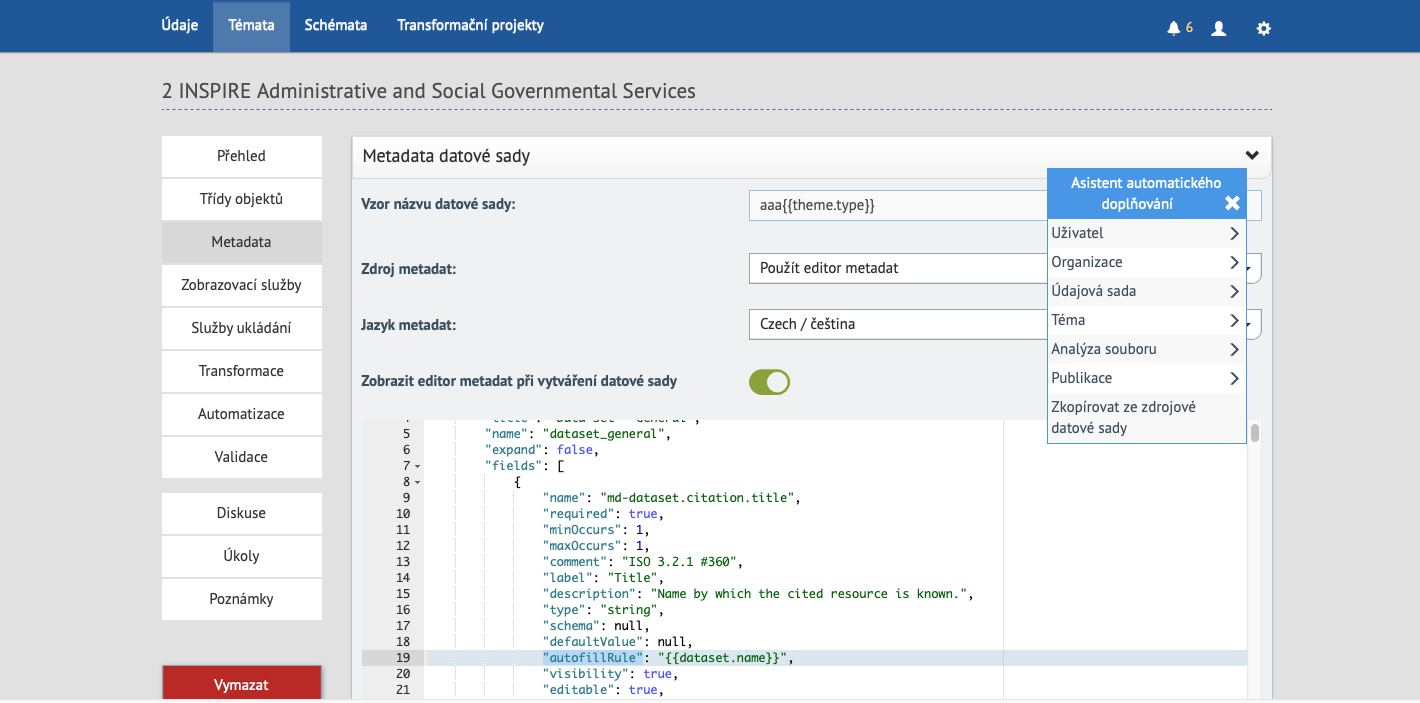 Údaje
Témata
Schémata
Transformační projekty
6
2 INSPIRE Administrative and Social Governmental Services
Přehled
Třídy objektů
Metadata
Zobrazovací služby
Služby ukládání
Transformace
Automatizace
Validace
Diskuse
Úkoly
Poznámky
Vymazat
Metadata datové sady
Vzor názvu datové sady:
aaa{{theme.type}}
Zdroj metadat:
Použít editor metadat
Jazyk metadat:
Czech / čeština
Zobrazit editor metadat při vytváření datové sady
Asistent automatického
doplňování
Uživatel
Organizace
Údajová sada
Téma
Analýza souboru
Publikace
Zkopírovat ze zdrojové
datové sady
5 "name": "dataset_general",
6 "expand": false,
7 "fields": [
8 {
9 "name": "md-dataset.citation.title",
10 "required": true,
11 "minOccurs": 1,
12 "maxOccurs": 1,
13 "comment": "ISO 3.2.1 #360",
14 "label": "Title",
15 "description": "Name by which the cited resource is known.",
16 "type": "string",
17 "schema": null,
18 "defaultValue": null,
19 "autofillRule": "{{dataset.name}}",
20 "visibility": true,
21 "editable": true,